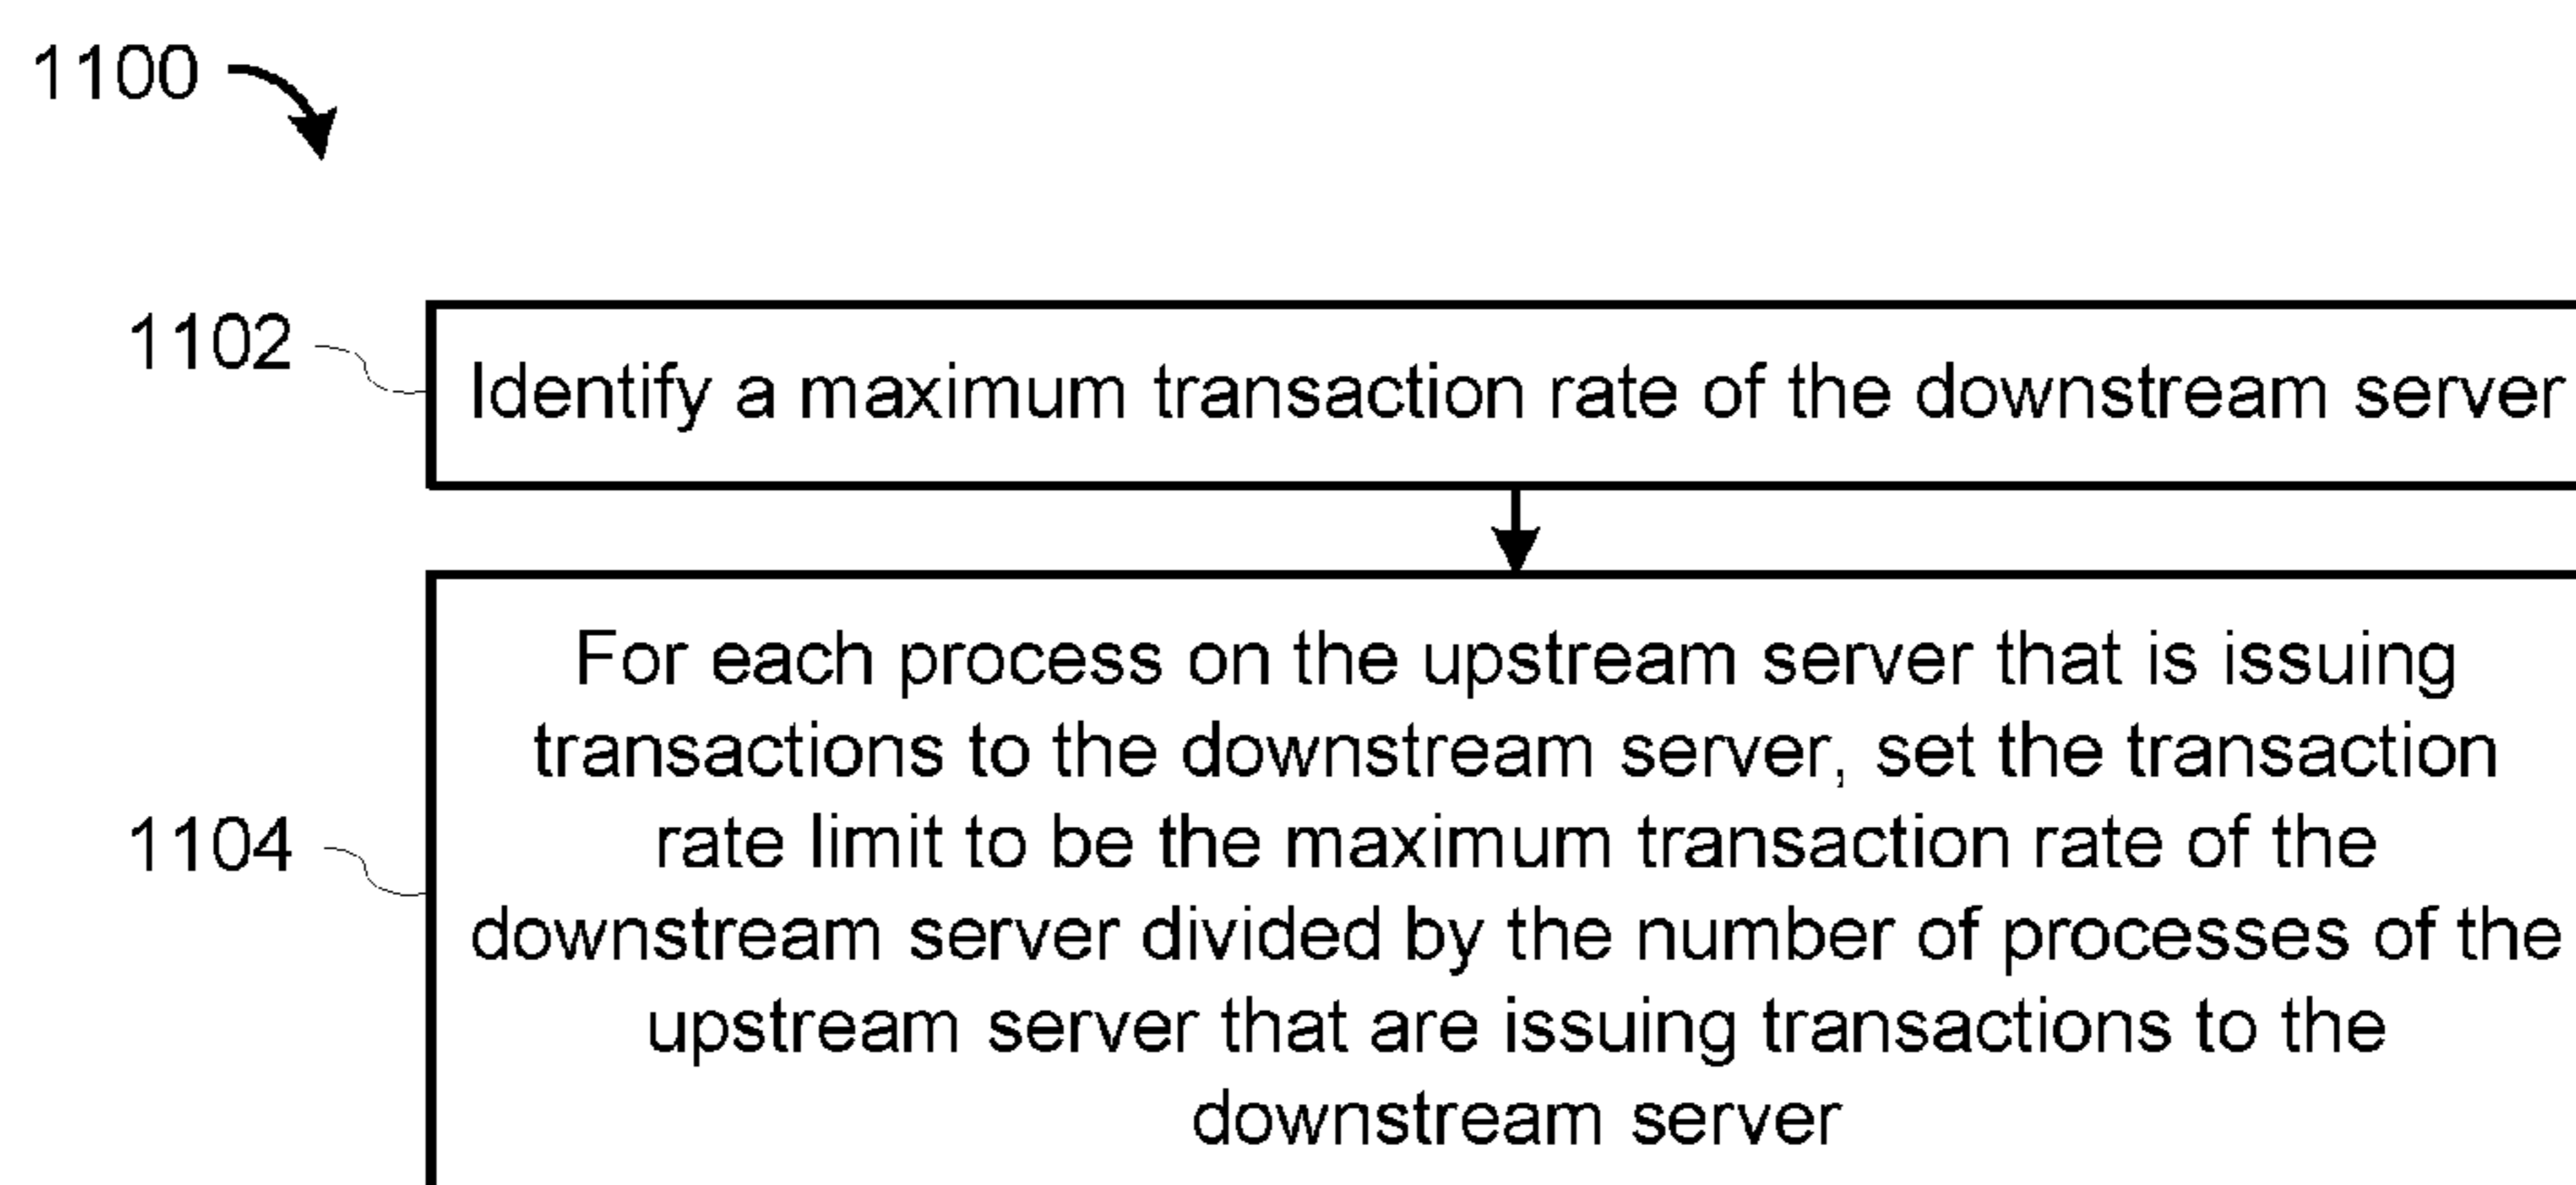 1100
1102
Identify a maximum transaction rate of the downstream server
For each process on the upstream server that is issuing
transactions to the downstream server, set the transaction
rate limit to be the maximum transaction rate of the
1104
downstream server divided by the number of processes of the
upstream server that are issuing transactions to the
downstream server